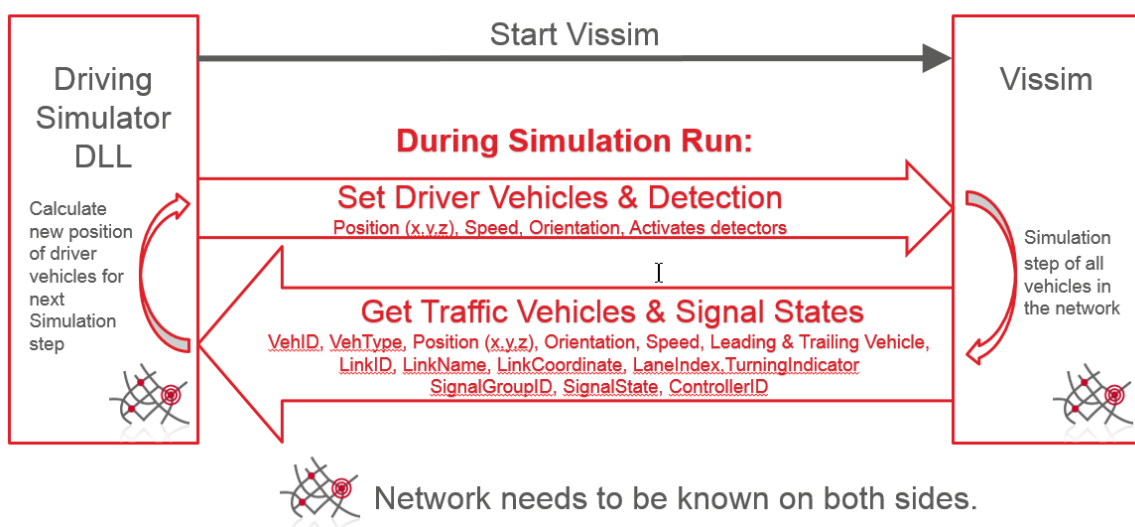 Start Vissim
Driving
Simulator
DLL
Vissim
During Simulation Run:
Set Driver Vehicles & Detection
Position (x,y,z), Speed, Orientation, Activates detectors
Calculate
new position
of driver
vehicles for
next
Simulation
step
Simulation
step of all
vehicles in
the network
Get Traffic Vehicles & Signal States
VehID, VehType, Position (x,y,z), Orientation, Speed, Leading & Trailing Vehicle,
LinkID, LinkName, LinkCoordinate, LaneIndex,TurningIndicator
SignalGroupID, SignalState, ControllerID
Network needs to be known on both sides.